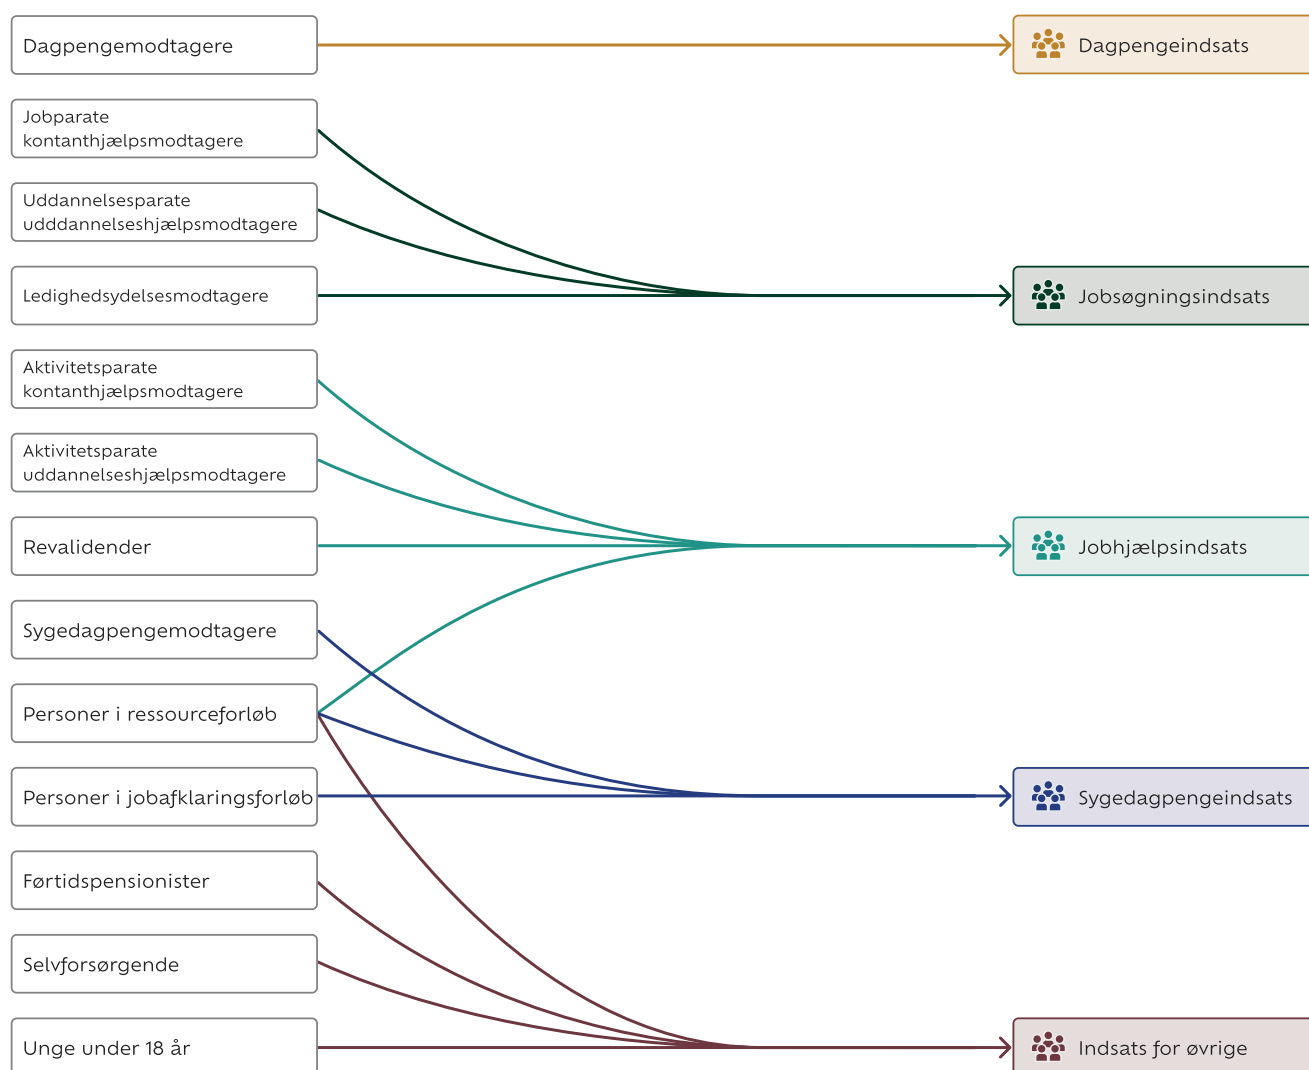 Dagpengemodtagere
Dagpengeindsats
Jobparate
kontanthjælpsmodtagere
Uddannelsesparate
udddannelseshjælpsmodtagere
Ledighedsydelsesmodtagere
Jobsøgningsindsats
Aktivitetsparate
kontanthjælpsmodtagere
Aktivitetsparate
uddannelseshjælpsmodtagere
Revalidender
Jobhjælpsindsats
Sygedagpengemodtagere
Personer i ressourceforløb
Personer i jobafklaringsforløb
Sygedagpengeindsats
Førtidspensionister
Selvforsørgende
Unge under 18 år
Indsats for øvrige